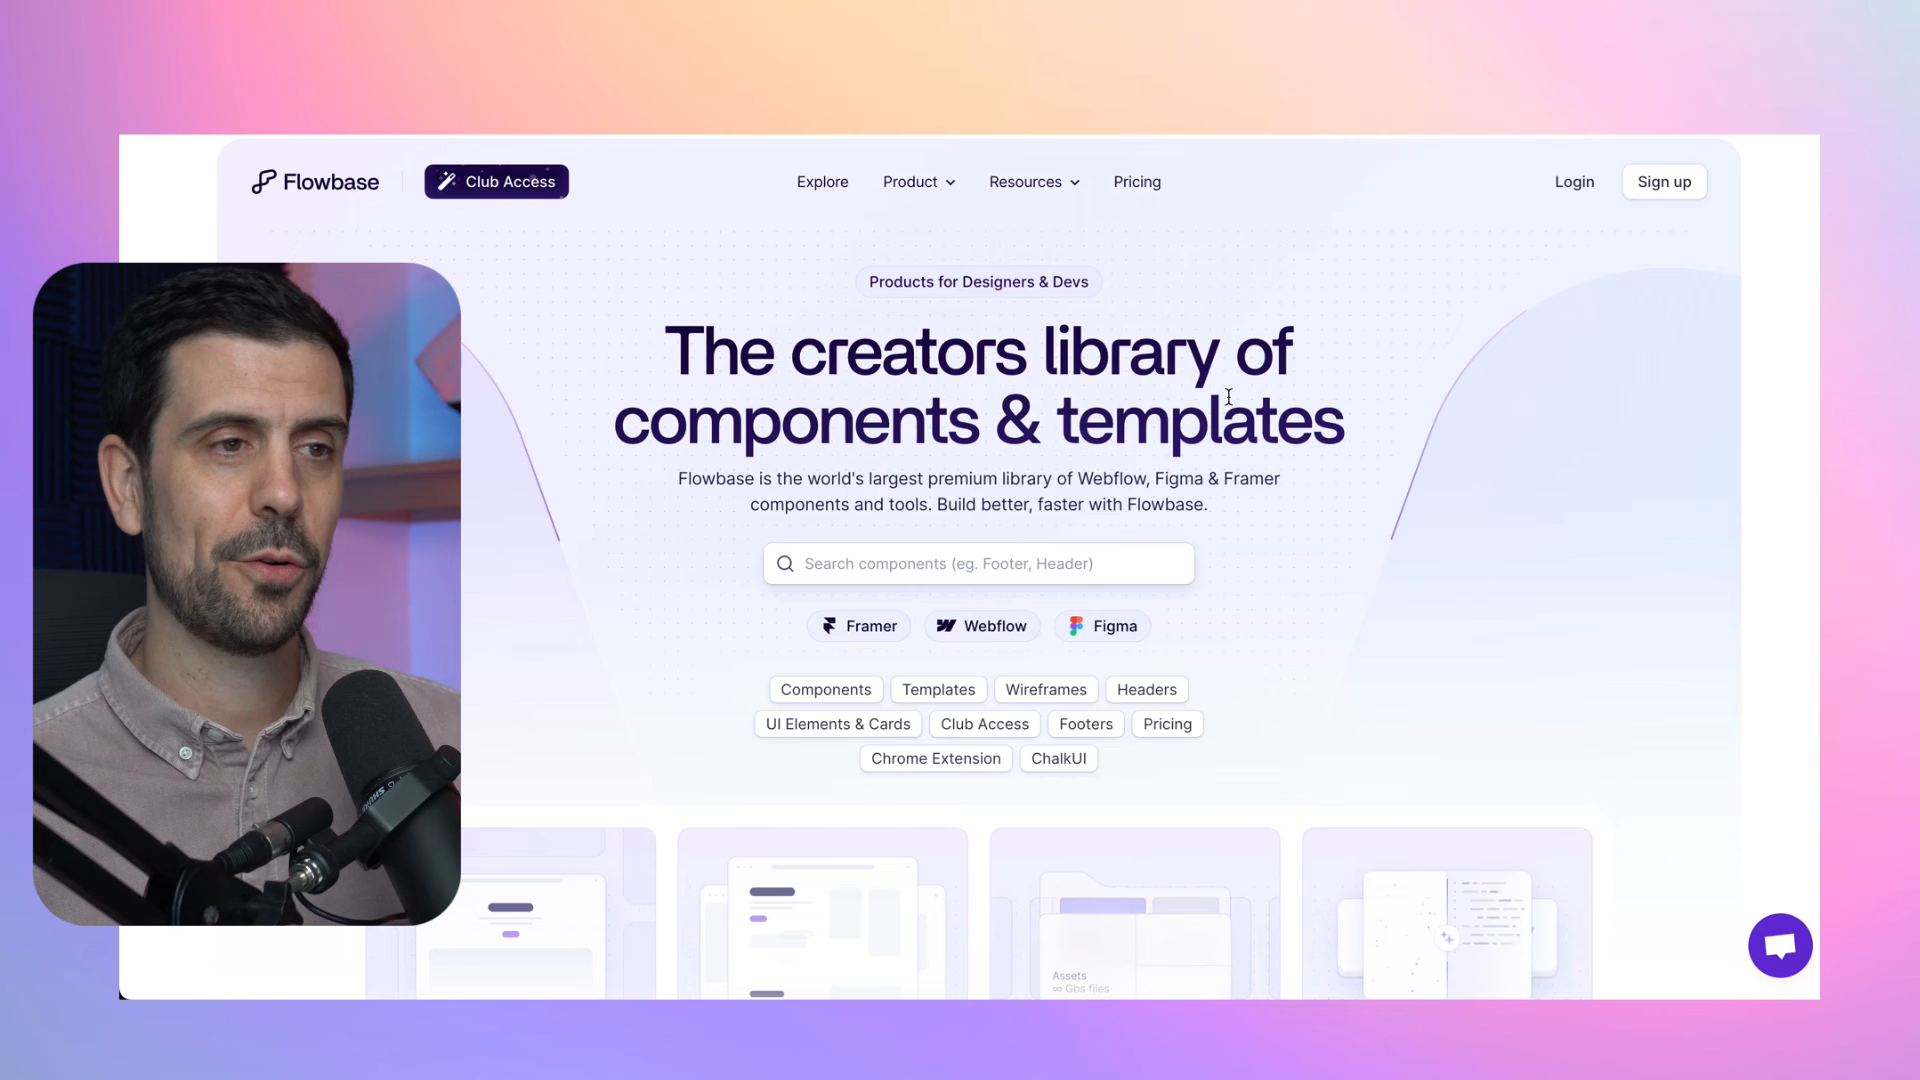 Flowbase
Club Access
Explore
Product
Resources
Pricing
Login
Sign up
Products for Designers & Devs
The creators library of
components & templates
Flowbase is the world's largest premium library of Webflow, Figma & Framer
components and tools. Build better, faster with Flowbase.
Search components (eg. Footer, Header)
Framer
Webflow
Figma
Components
Templates
Wireframes
Headers
UI Elements & Cards
Club Access
Footers
Pricing
Chrome Extension
ChalkUI
Assets
∞ Gbs files
SHURE